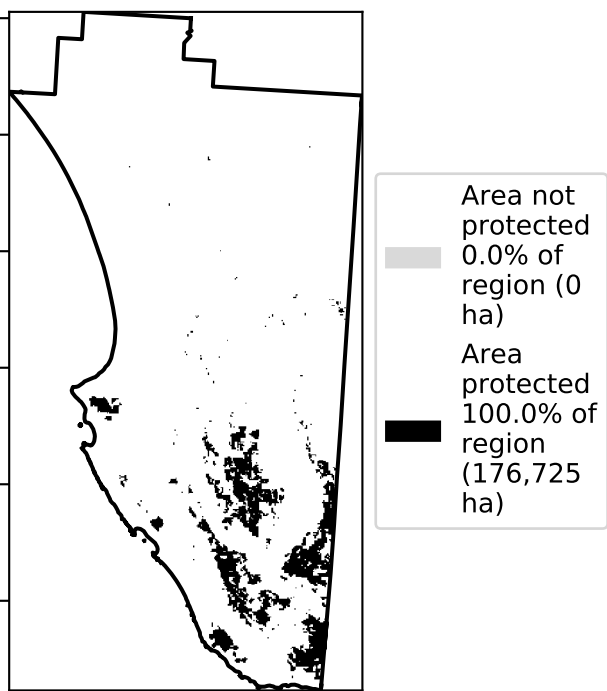 Area not
protected
0.0% of
region (0
ha)
Area
protected
100.0% of
region
(176,725
ha)